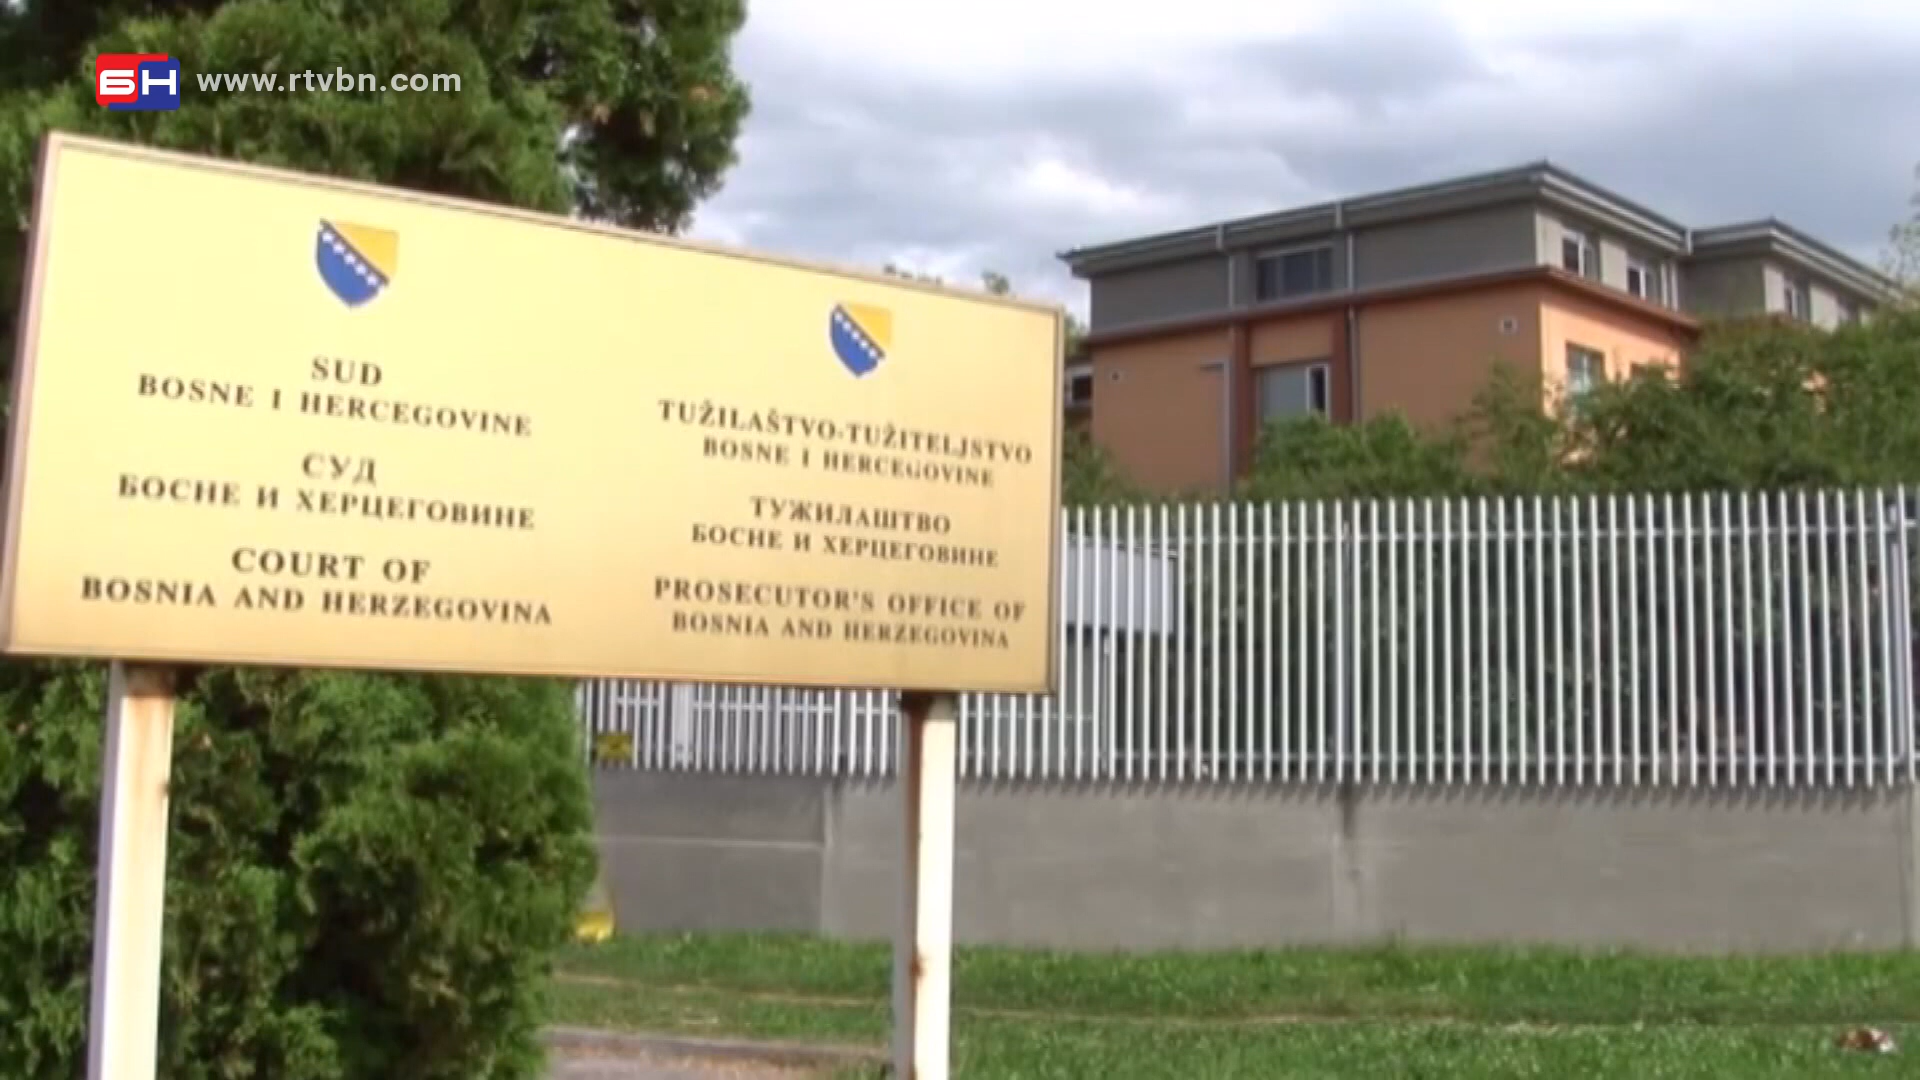 БН www.rtvbn.com
SUD
BOSNE I HERCEGOVINE
СУД
БОСНЕ И ХЕРЦЕГОВИНЕ
COURT OF
BOSNIA AND HERZEGOVINA
TUŽILAŠTVO-TUŽITELJSTVO
BOSNE I HERCEGOVINE
ТУЖИЛАШТВО
БОСНЕ И ХЕРЦЕГОВИНЕ
PROSECUTOR'S OFFICE OF
BOSNIA AND HERZEGOVINA